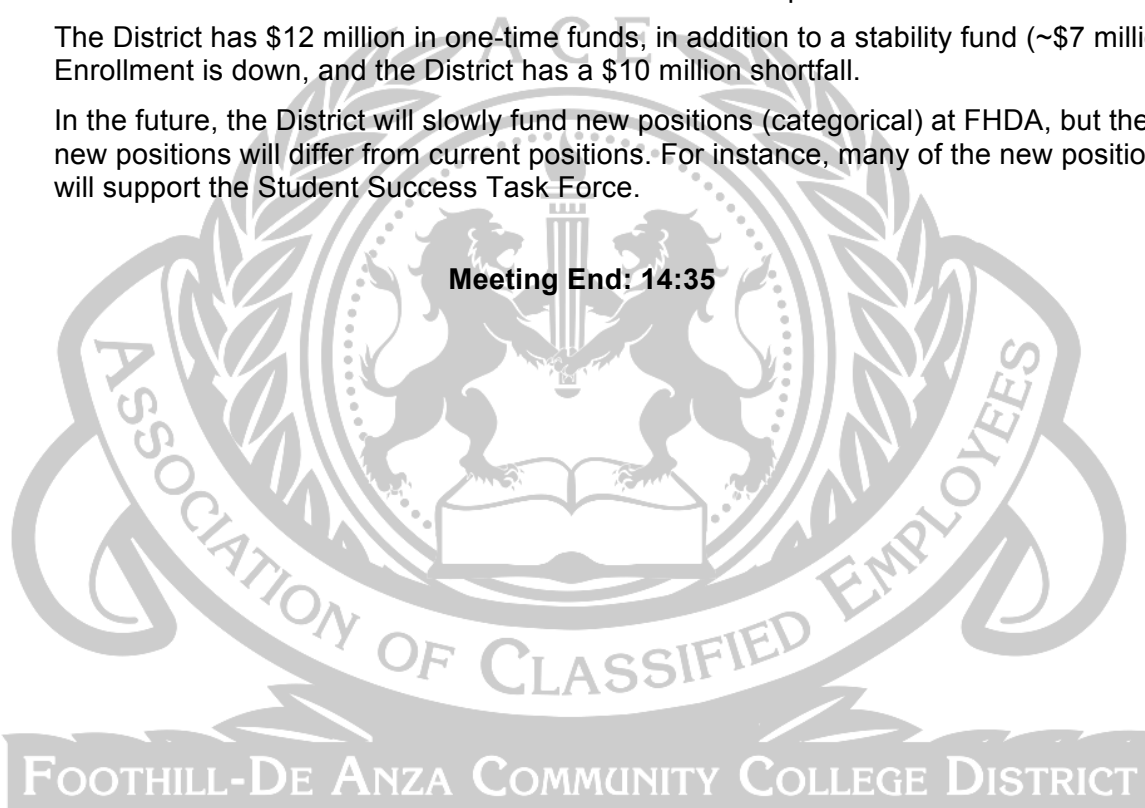 A C E
The District has $12 million in one-time funds, in addition to a stability fund (~$7 milli
Enrollment is down, and the District has a $10 million shortfall.
In the future, the District will slowly fund new positions (categorical) at FHDA, but the
new positions will differ from current positions. For instance, many of the new positio
will support the Student Success Task Force.
Meeting End: 14:35
ASSOCIATION OF CLASSIFIED EMPLOYEES
FOOTHILL-DE ANZA COMMUNITY COLLEGE DISTRICT